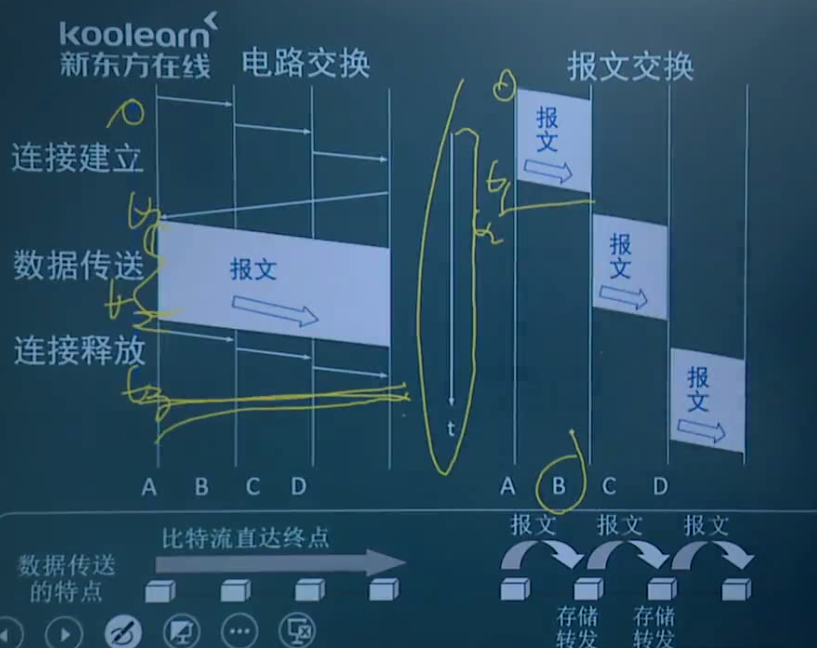 koolearn
新东方在线
电路交换
报文交换
连接建立
数据传送
连接释放
报文
报文
报文
报文
t
A B C D
A B C D
数据传送
的特点
比特流直达终点
报文 报文 报文
存储
转发
存储
转发